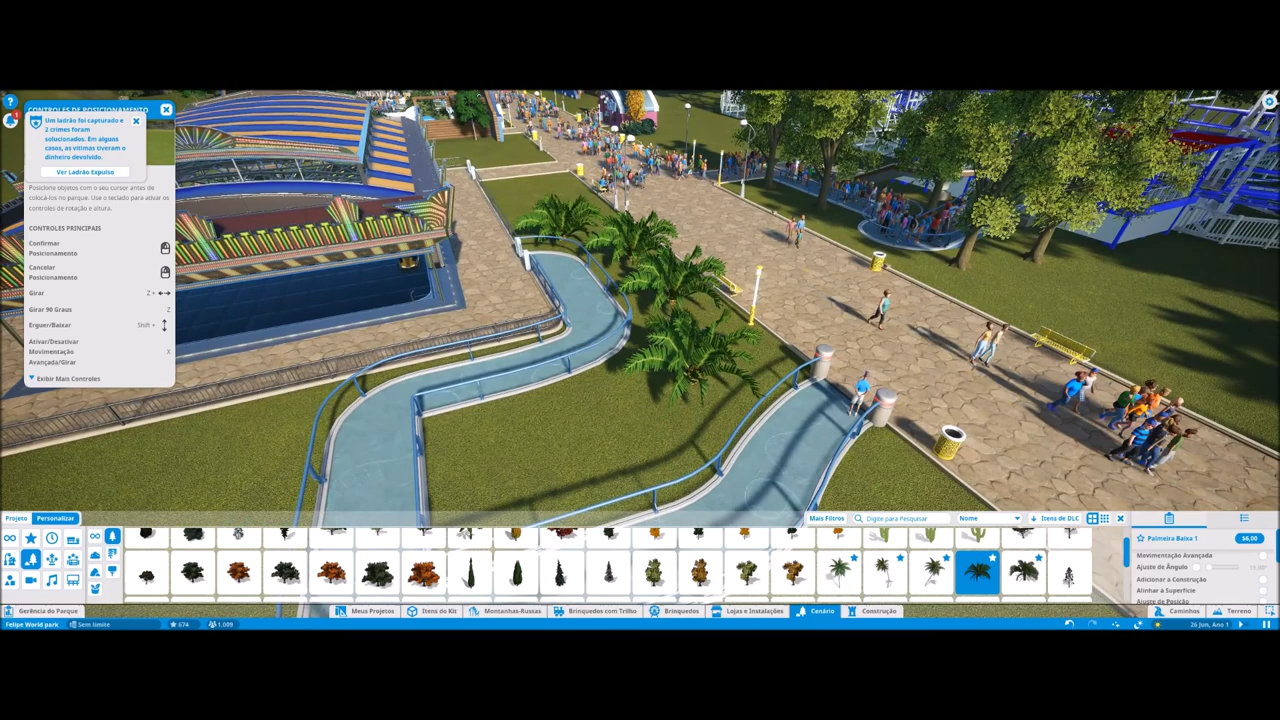 CONTROLES DE POSICIONAMENTO
Um ladrão foi capturado e
2 crimes foram
solucionados. Em alguns
casos, as vítimas tiveram o
dinheiro devolvido.
Ver Ladrão Expulso
Posicione objetos com o seu cursor antes de
colocá-los no parque. Use o teclado para ativar os
controles de rotação e altura.
CONTROLES PRINCIPAIS
Confirmar
Posicionamento
Cancelar
Posicionamento
Girar Z +
Girar 90 Graus Z
Erguer/Baixar Shift +
Ativar/Desativar
Movimentação X
Avançada/Girar
Exibir Mais Controles
Projeto Personalizar
Mais Filtros Digite para Pesquisar Nome Itens de DLC
Palmeira Baixa 1 $6,00
Movimentação Avançada
Ajuste de Ângulo
Adicionar a Construção
Alinhar à Superfície
Ajuste de Posição
Gerência do Parque Meus Projetos Itens do Kit Montanhas-Russas Brinquedos com Trilho Brinquedos Lojas e Instalações Cenário Construção Caminhos Terreno
Felipe World park Sem limite 674 1.009 26 Jun, Ano 1